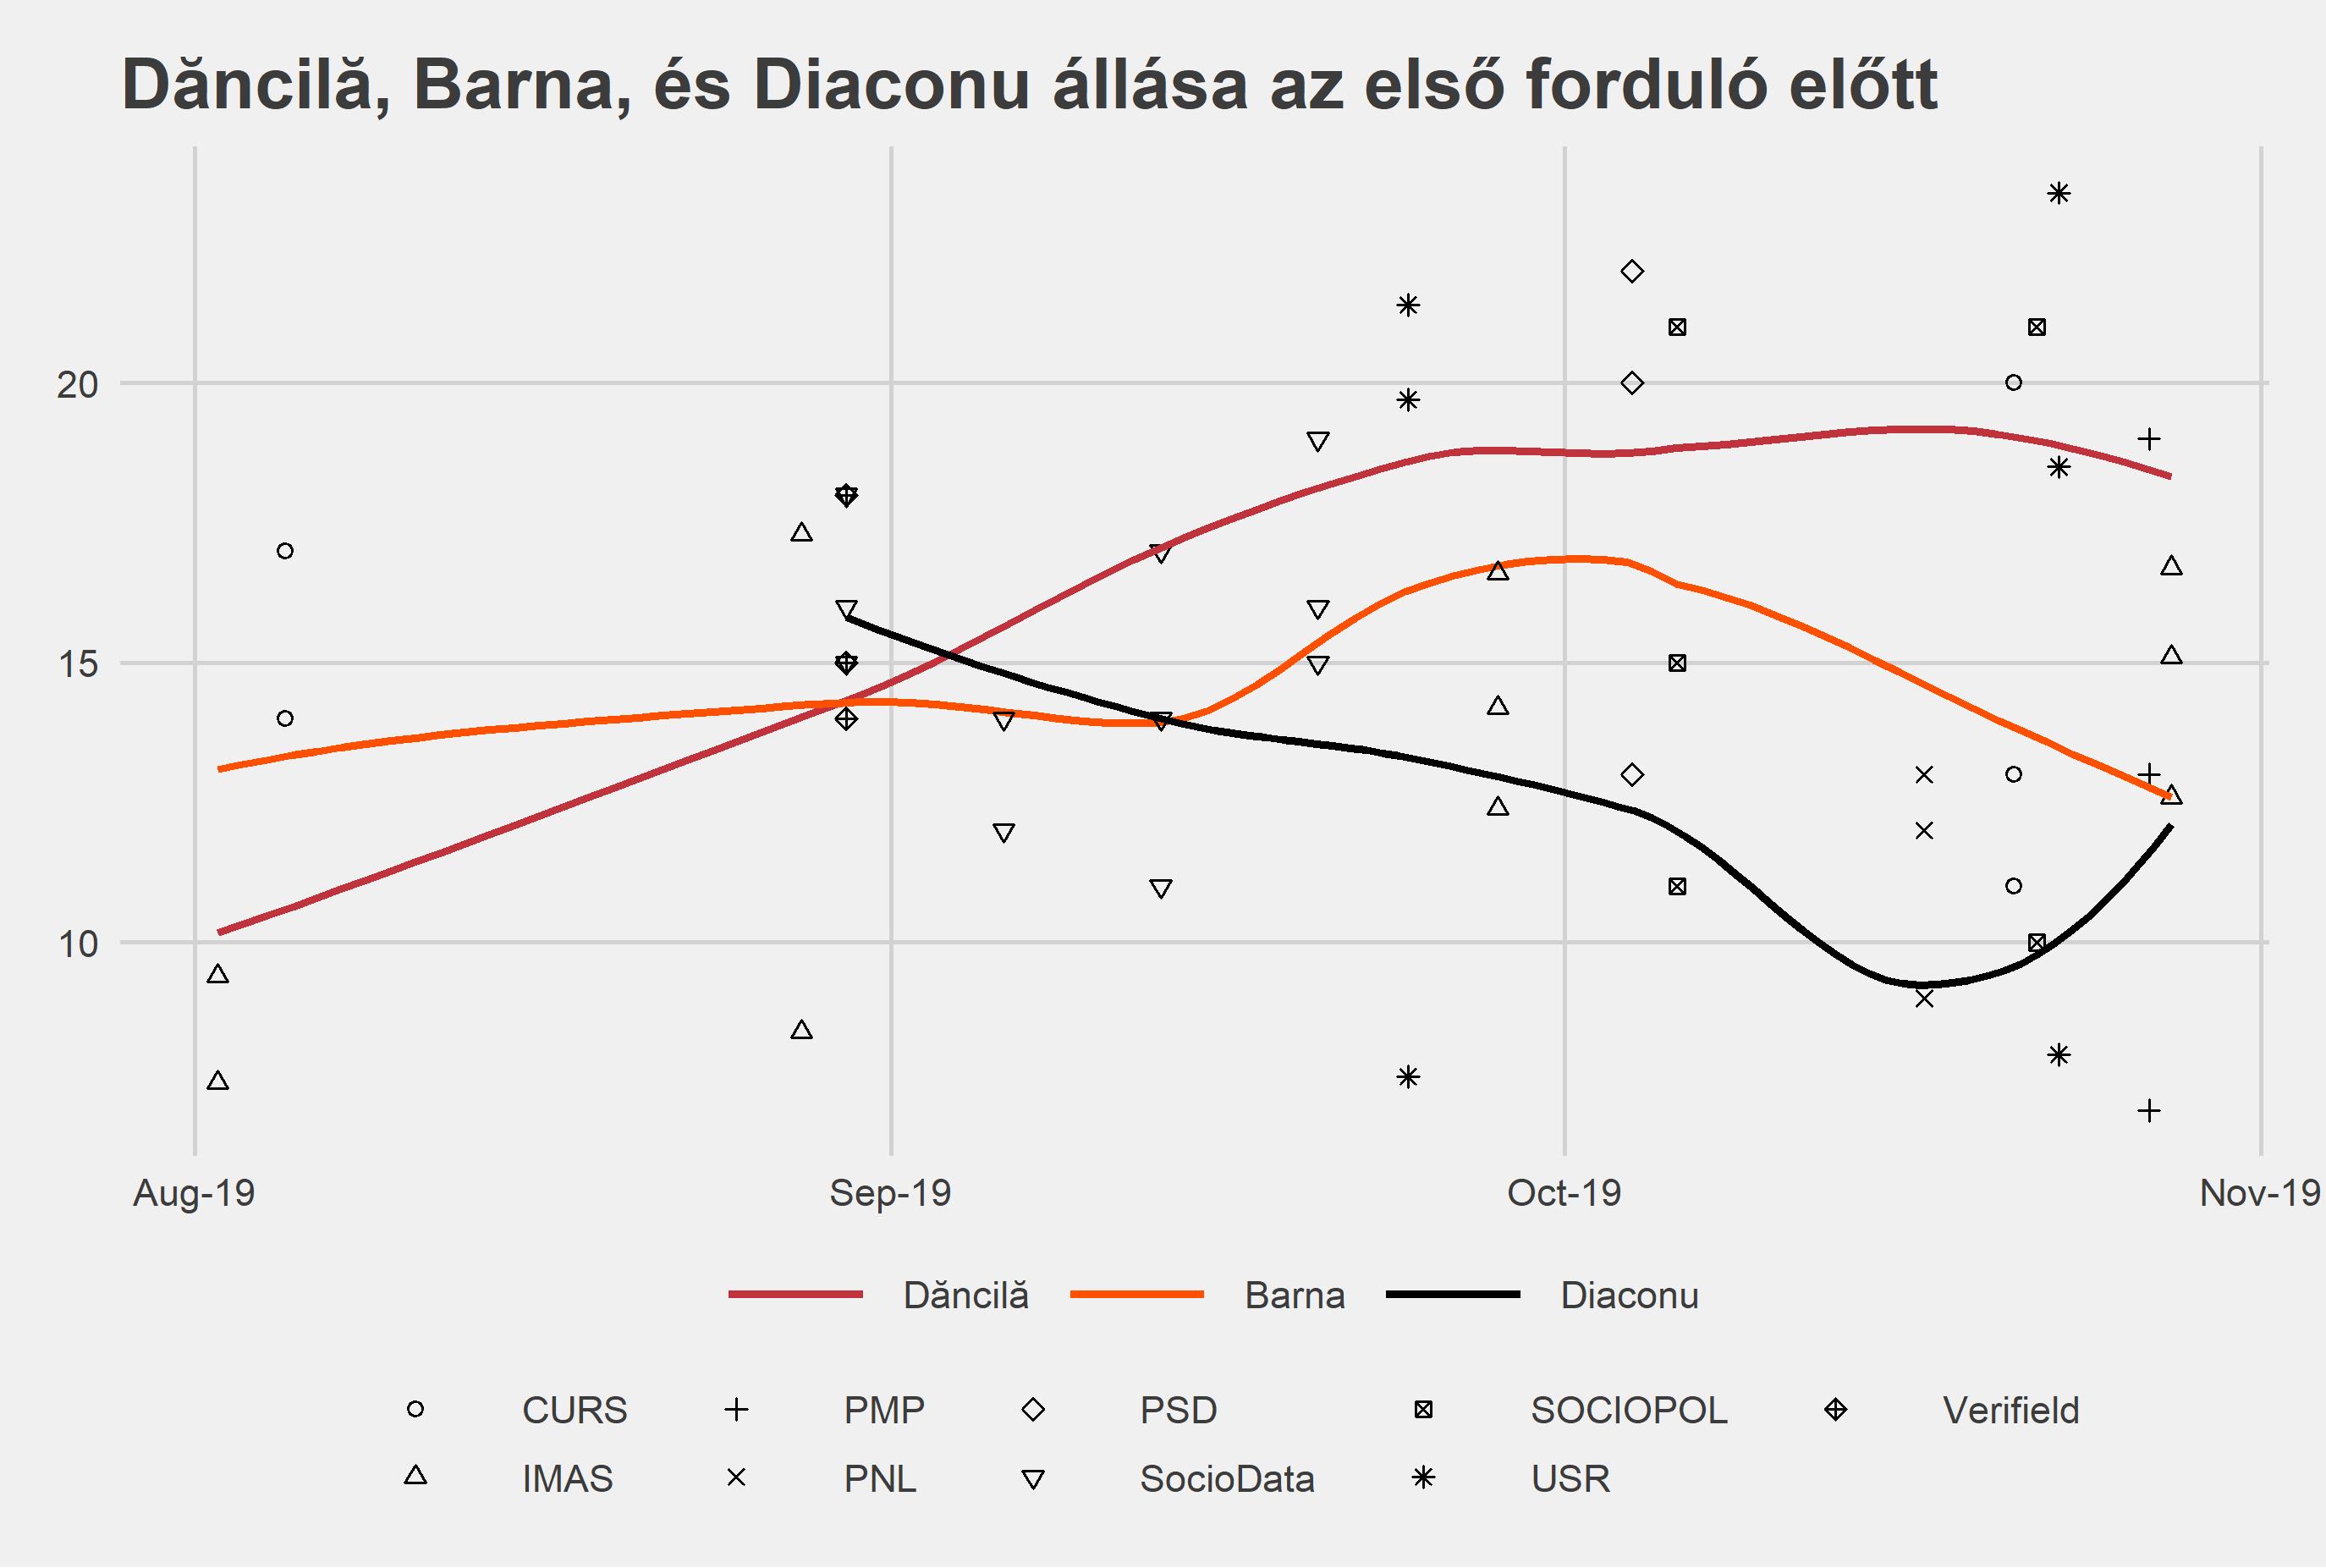 Dăncilă, Barna, és Diaconu állása az első forduló előtt
20
15
10
Aug-19 Sep-19 Oct-19 Nov-19
Dăncilă Barna Diaconu
CURS PMP PSD SOCIOPOL Verifield
IMAS PNL SocioData USR